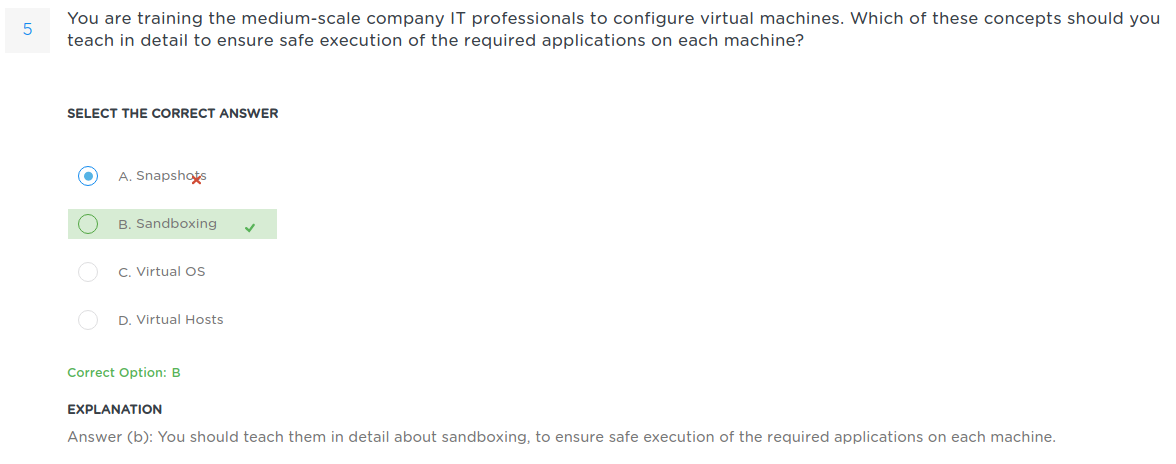 5
You are training the medium-scale company IT professionals to configure virtual machines. Which of these concepts should you
teach in detail to ensure safe execution of the required applications on each machine?
SELECT THE CORRECT ANSWER
A. Snapshots
B. Sandboxing
C. Virtual OS
D. Virtual Hosts
Correct Option: B
EXPLANATION
Answer (b): You should teach them in detail about sandboxing, to ensure safe execution of the required applications on each machine.